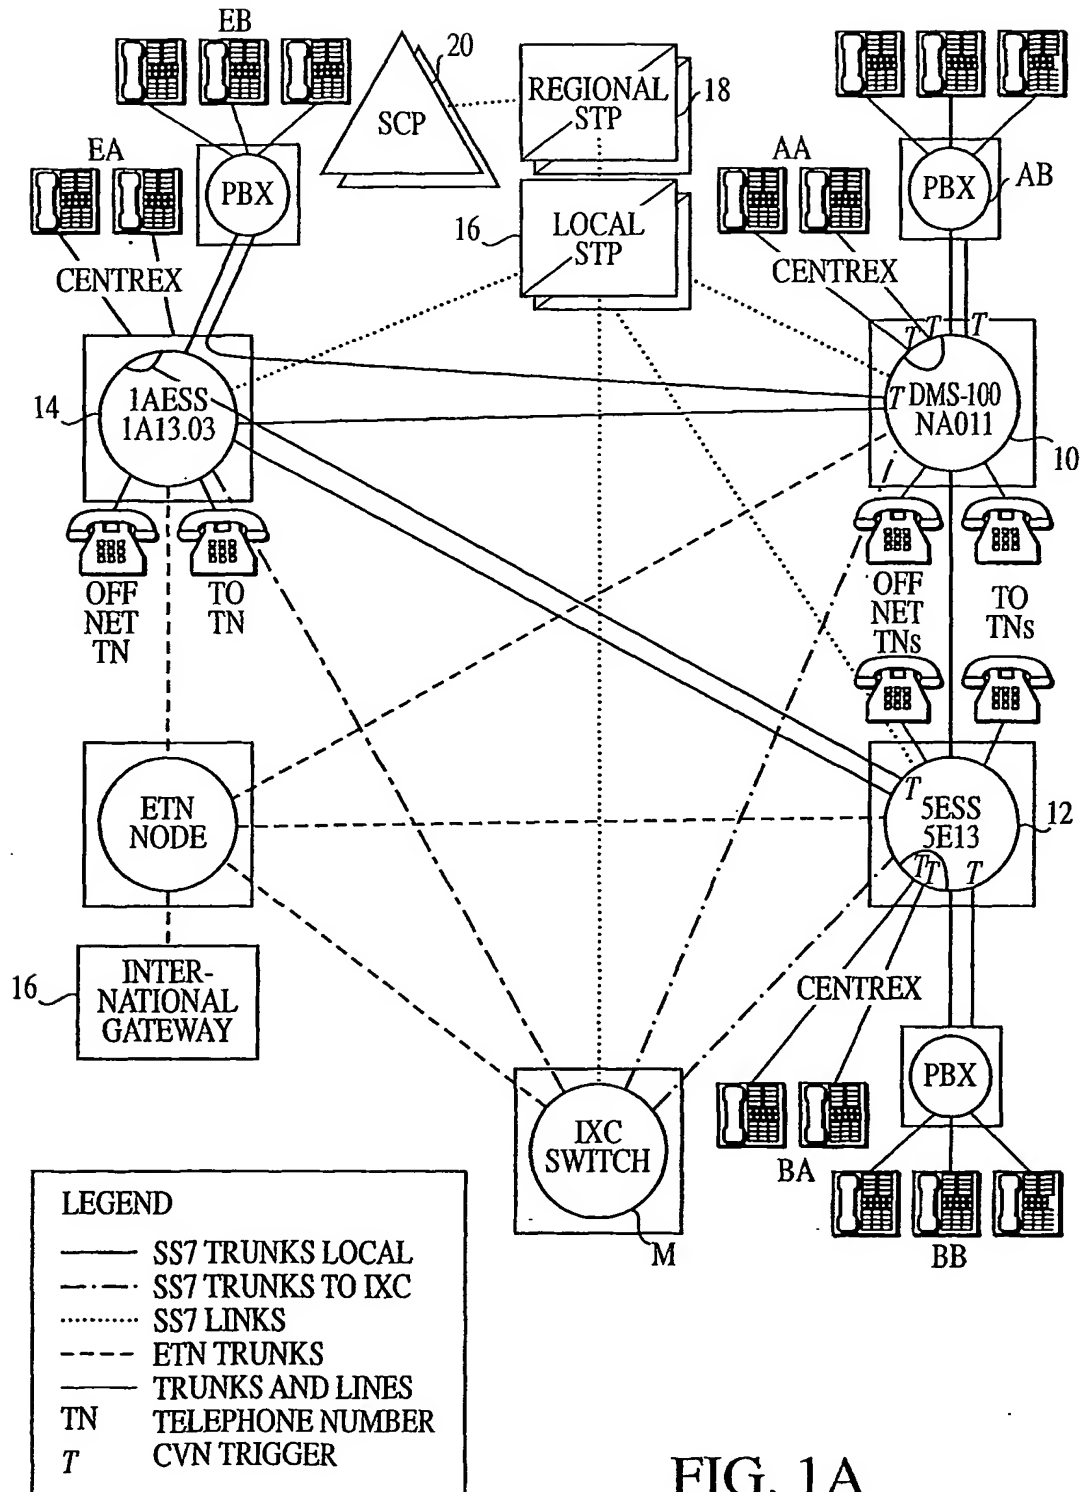 EB
20
SCP
REGIONAL
STP
18
EA
PBX
AA
PBX
AB
16
LOCAL
STP
CENTREX
CENTREX
T
T
T
14
1AESS
1A13.03
T
DMS-100
NA011
10
OFF
NET
TN
TO
TN
OFF
NET
TNs
TO
TNs
ETN
NODE
T
5ESS
5E13
12
T
T
T
16
INTER-
NATIONAL
GATEWAY
CENTREX
PBX
IXC
SWITCH
BA
M
BB
LEGEND
SS7 TRUNKS LOCAL
SS7 TRUNKS TO IXC
SS7 LINKS
ETN TRUNKS
TRUNKS AND LINES
TN TELEPHONE NUMBER
T CVN TRIGGER
FIG. 1A